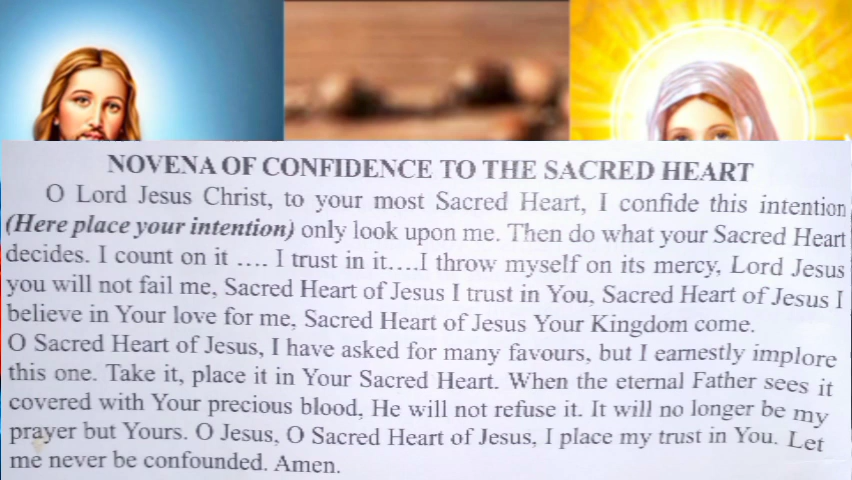 NOVENA OF CONFIDENCE TO THE SACRED HEART
O Lord Jesus Christ, to your most Sacred Heart, I confide this intention
(Here place your intention) only look upon me. Then do what your Sacred Heart
decides. I count on it .... I trust in it....I throw myself on its mercy, Lord Jesus
you will not fail me, Sacred Heart of Jesus I trust in You, Sacred Heart of Jesus I
believe in Your love for me, Sacred Heart of Jesus Your Kingdom come.
O Sacred Heart of Jesus, I have asked for many favours, but I earnestly implore
this one. Take it, place it in Your Sacred Heart. When the eternal Father sees it
covered with Your precious blood, He will not refuse it. It will no longer be my
prayer but Yours. O Jesus, O Sacred Heart of Jesus, I place my trust in You. Let
me never be confounded. Amen.